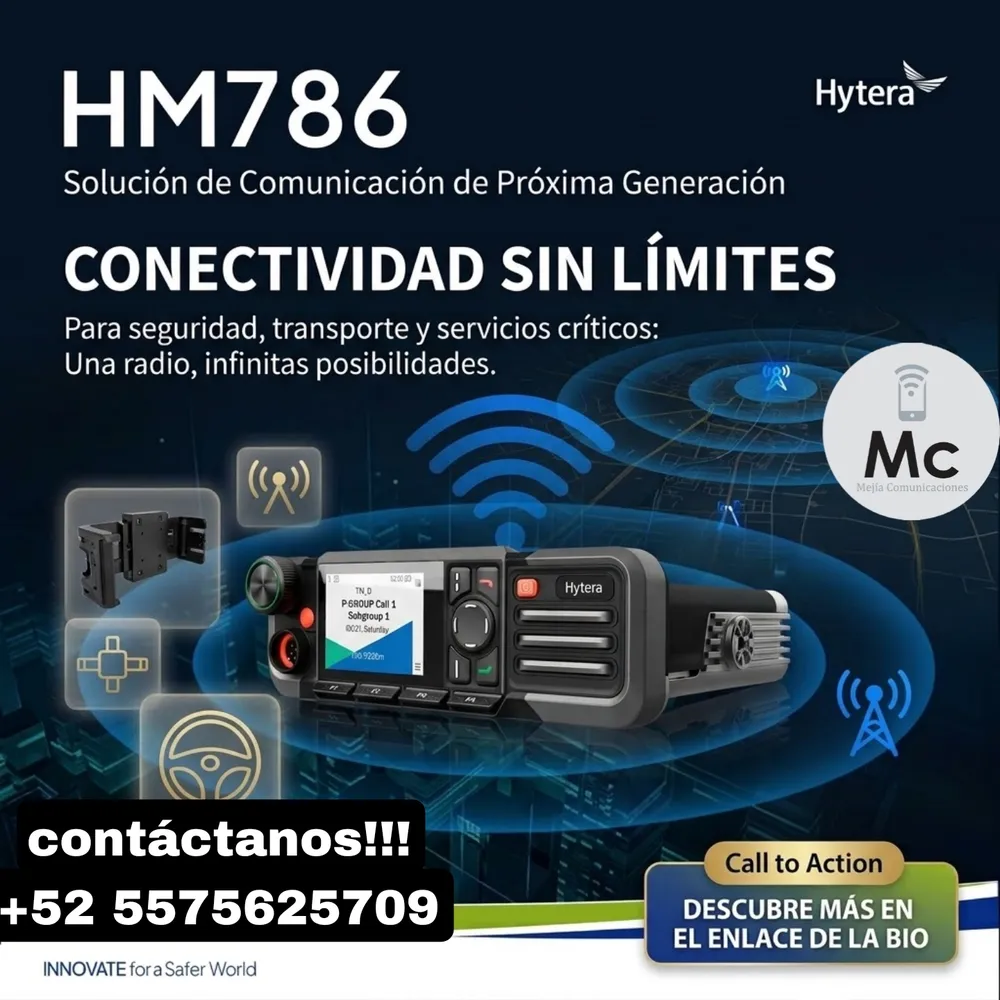 HM786
Hytera
Solución de Comunicación de Próxima Generación
CONECTIVIDAD SIN LÍMITES
Para seguridad, transporte y servicios críticos:
Una radio, infinitas posibilidades.
Mc
Mejía Comunicaciones
TN_D
P-GROUP Call 1
Sohgroup 1
Hytera
contáctanos!!!
+52 5575625709
Call to Action
DESCUBRE MÁS EN
EL ENLACE DE LA BIO
INNOVATE for a Safer World